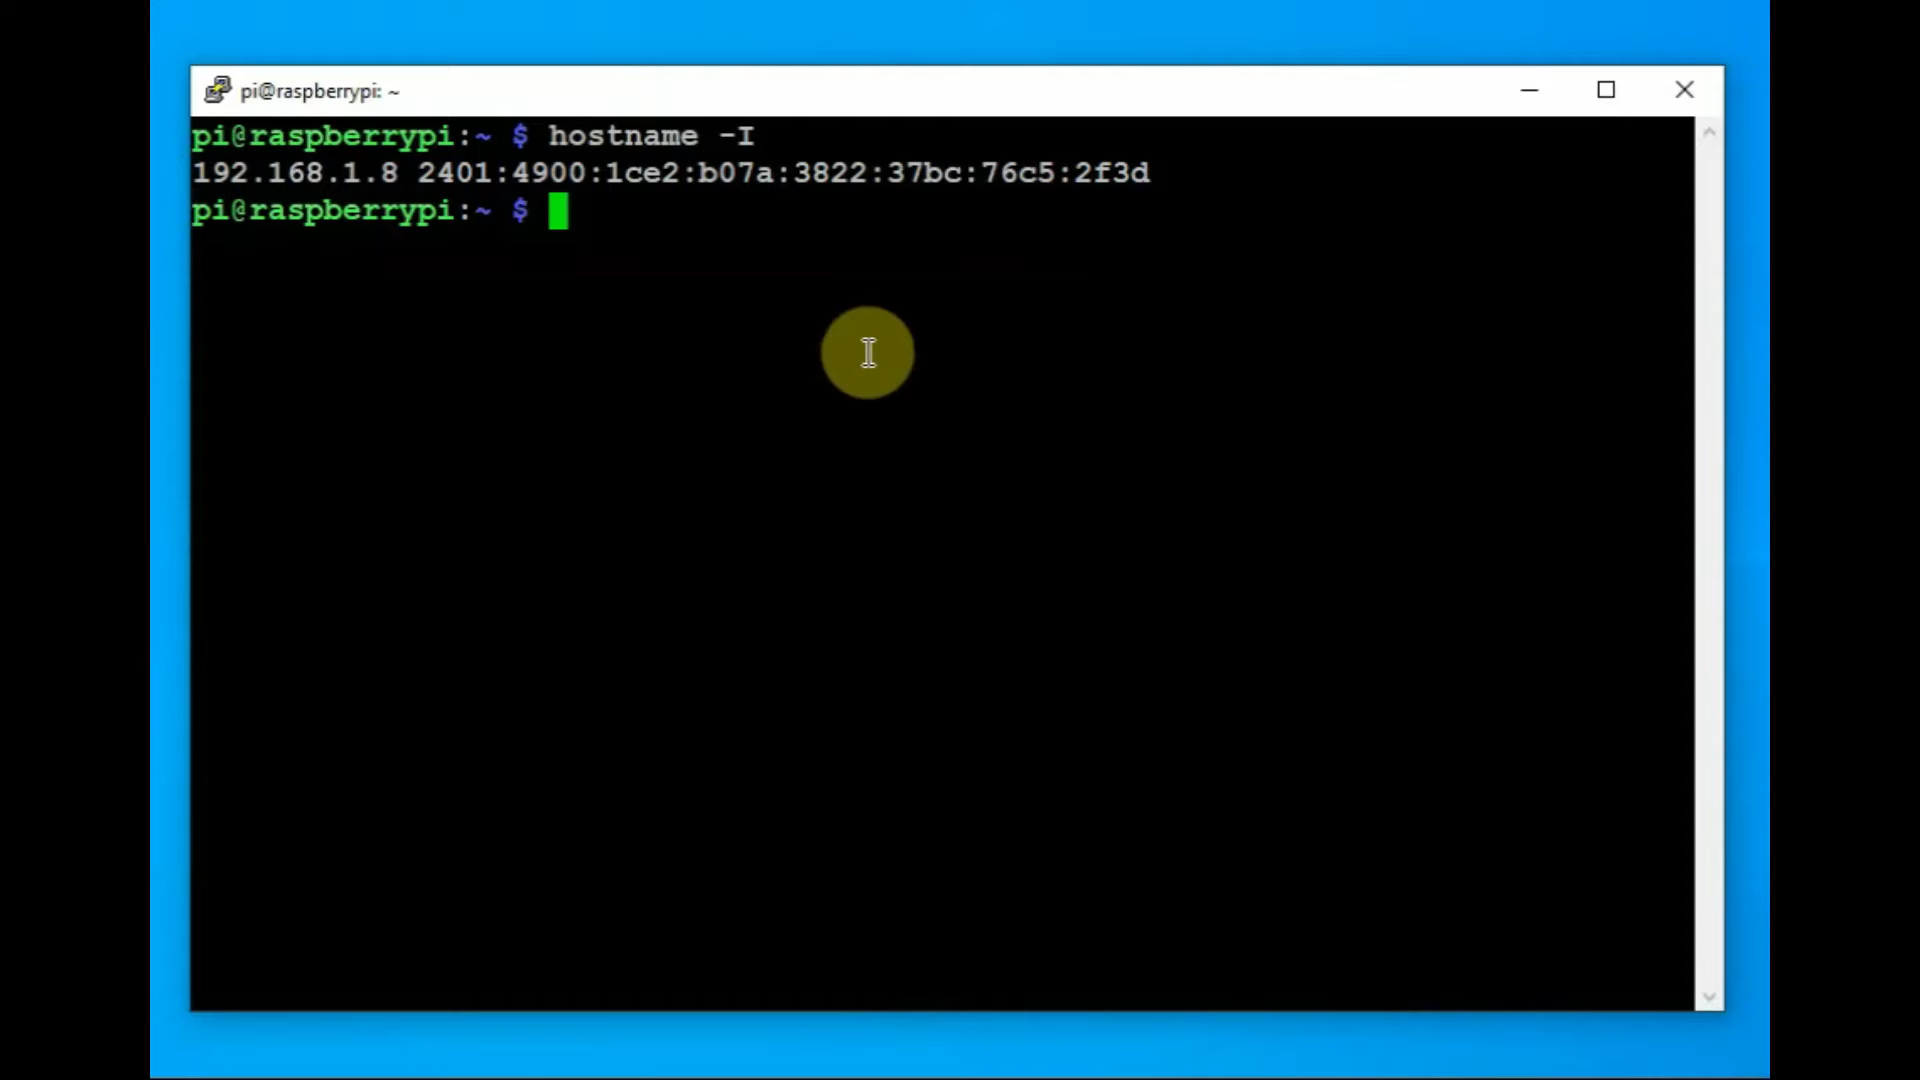 pi@raspberrypi: ~
pi@raspberrypi:~ $ hostname -I
192.168.1.8 2401:4900:1ce2:b07a:3822:37bc:76c5:2f3d
pi@raspberrypi:~ $